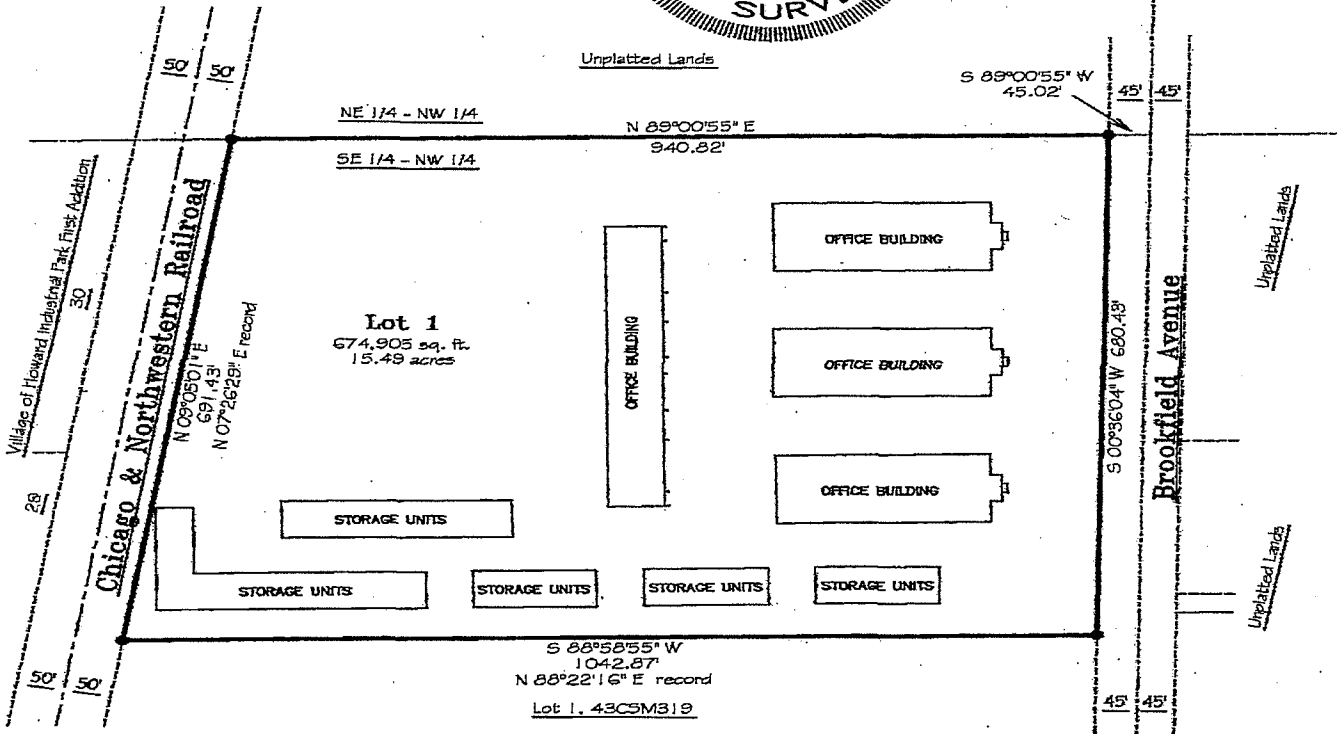 SURVE
Unplatted Lands
50' 50'
S 89°00'55" W
45.02'
45' 45'
NE 1/4 - NW 1/4
N 89°00'55" E
940.82'
SE 1/4 - NW 1/4
Village of Howard Industrial Park First Addition
30
29
Chicago & Northwestern Railroad
N 09°05'01" E
691.43'
N 07°26'29" E record
Lot 1
674,905 sq. ft.
15.49 acres
OFFICE BUILDING
OFFICE BUILDING
OFFICE BUILDING
OFFICE BUILDING
S 00°36'04" W 680.49'
Brookfield Avenue
Unplatted Lands
Unplatted Lands
STORAGE UNITS
STORAGE UNITS
STORAGE UNITS
STORAGE UNITS
STORAGE UNITS
S 88°58'55" W
1042.87'
N 88°22'16" E record
Lot 1, 43CSM319
50' 50'
45' 45'